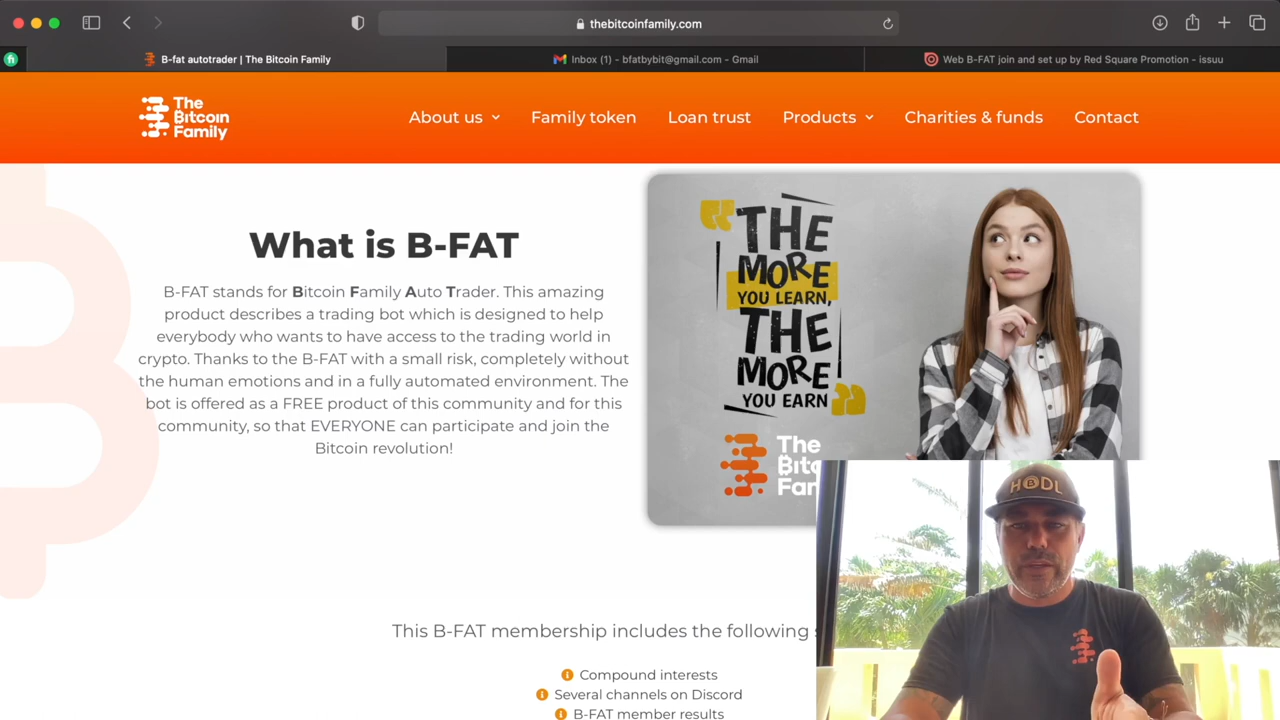 thebitcoinfamily.com
B-fat autotrader | The Bitcoin Family
Inbox (1) - bfatbybit@gmail.com - Gmail
Web B-FAT join and set up by Red Square Promotion - issuu
The
Bitcoin
Family
About us
Family token
Loan trust
Products
Charities & funds
Contact
What is B-FAT
B-FAT stands for Bitcoin Family Auto Trader. This amazing
product describes a trading bot which is designed to help
everybody who wants to have access to the trading world in
crypto. Thanks to the B-FAT with a small risk, completely without
the human emotions and in a fully automated environment. The
bot is offered as a FREE product of this community and for this
community, so that EVERYONE can participate and join the
Bitcoin revolution!
"THE
MORE
YOU LEARN,
THE
MORE
YOU EARN"
The
Bitc
Fam
HODL
This B-FAT membership includes the following
Compound interests
Several channels on Discord
B-FAT member results